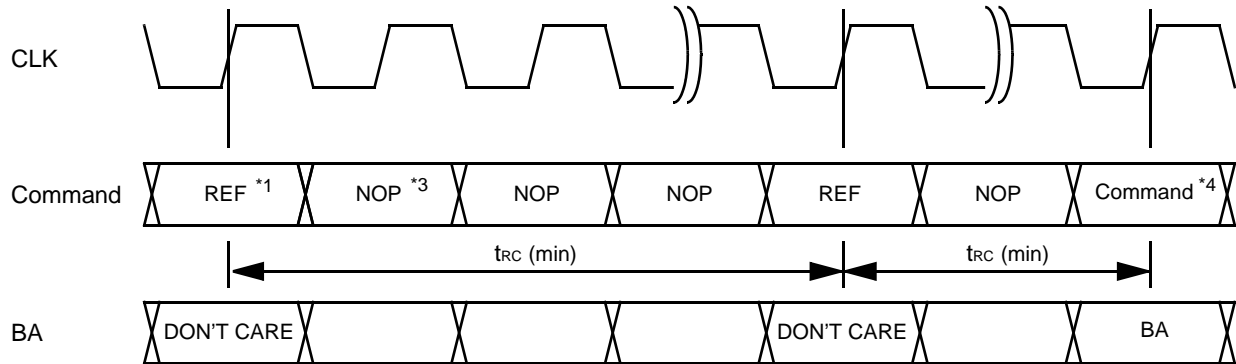 CLK
Command REF *1 NOP *3 NOP NOP REF NOP Command *4
tRC (min) tRC (min)
BA DON'T CARE DON'T CARE BA